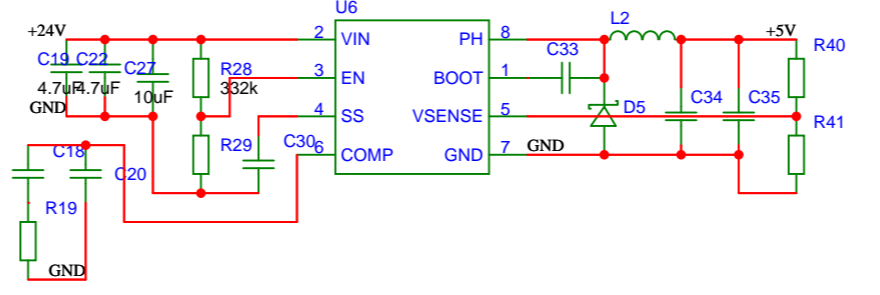 U6
+24V
2 VIN
PH 8
L2
+5V
C19 C22 C27
R28
3 EN
C33
BOOT 1
R40
4.7uF 4.7uF 10uF
332k
GND
4 SS
VSENSE 5
D5
C34
C35
R41
C18
C20
R29
C30
6 COMP
GND 7
GND
R19
GND